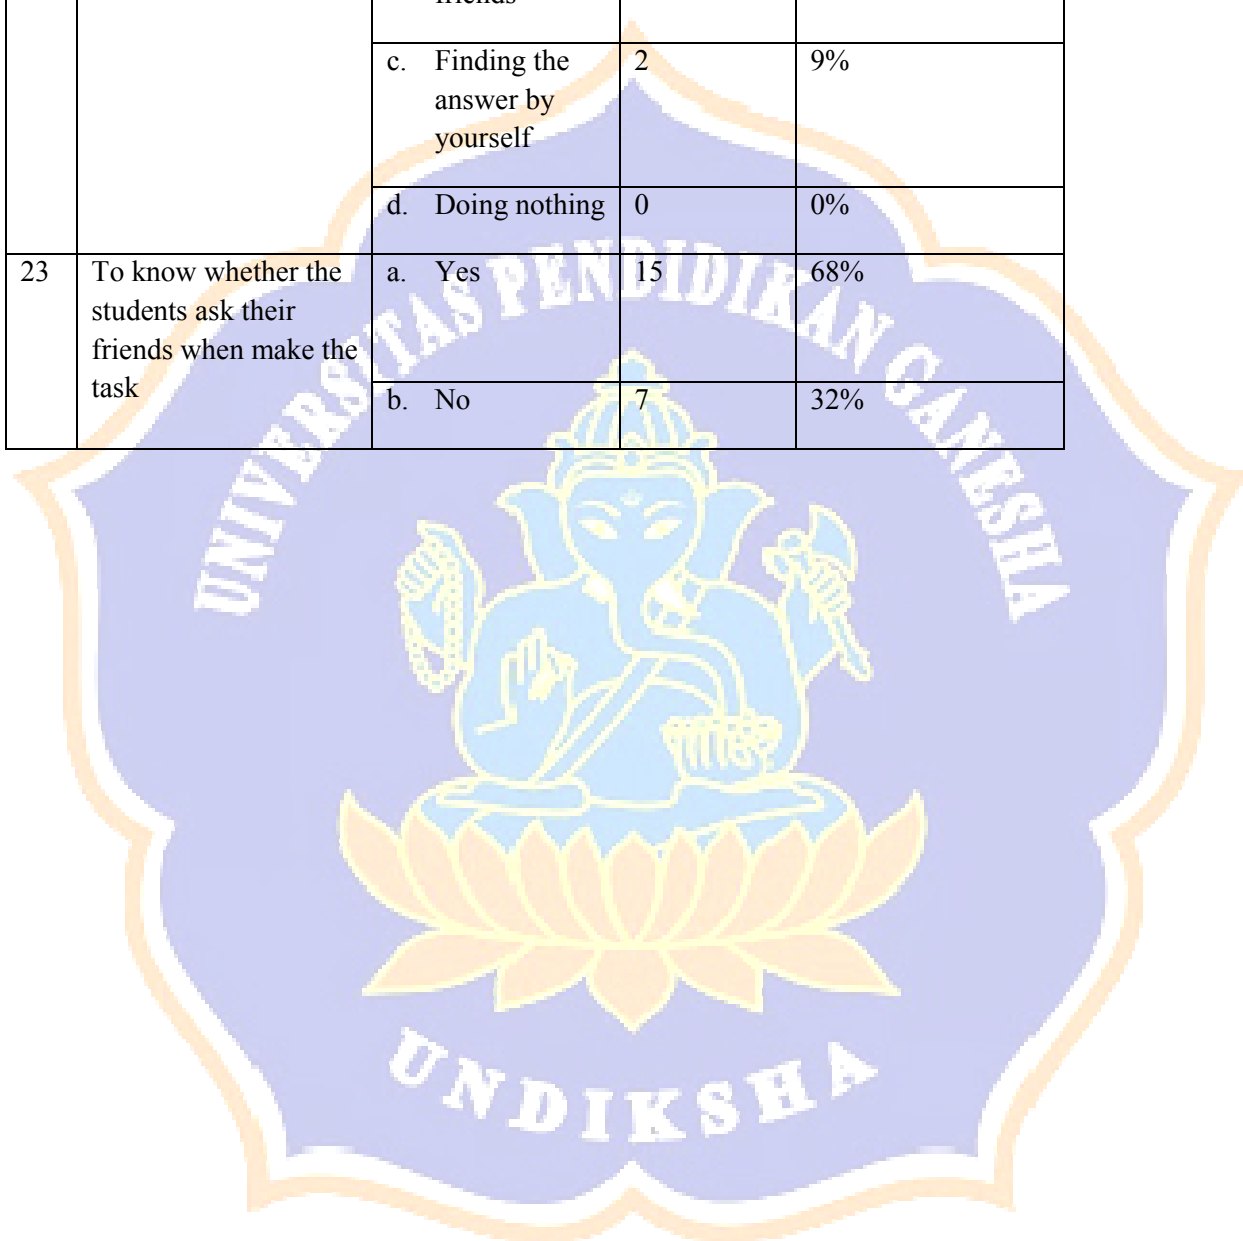 friends
c. Finding the answer by yourself 2 9%
d. Doing nothing 0 0%
23 To know whether the students ask their friends when make the task a. Yes 15 68%
b. No 7 32%
UNIVERSITAS PENDIDIKAN GANESHA
UNDIKSHA